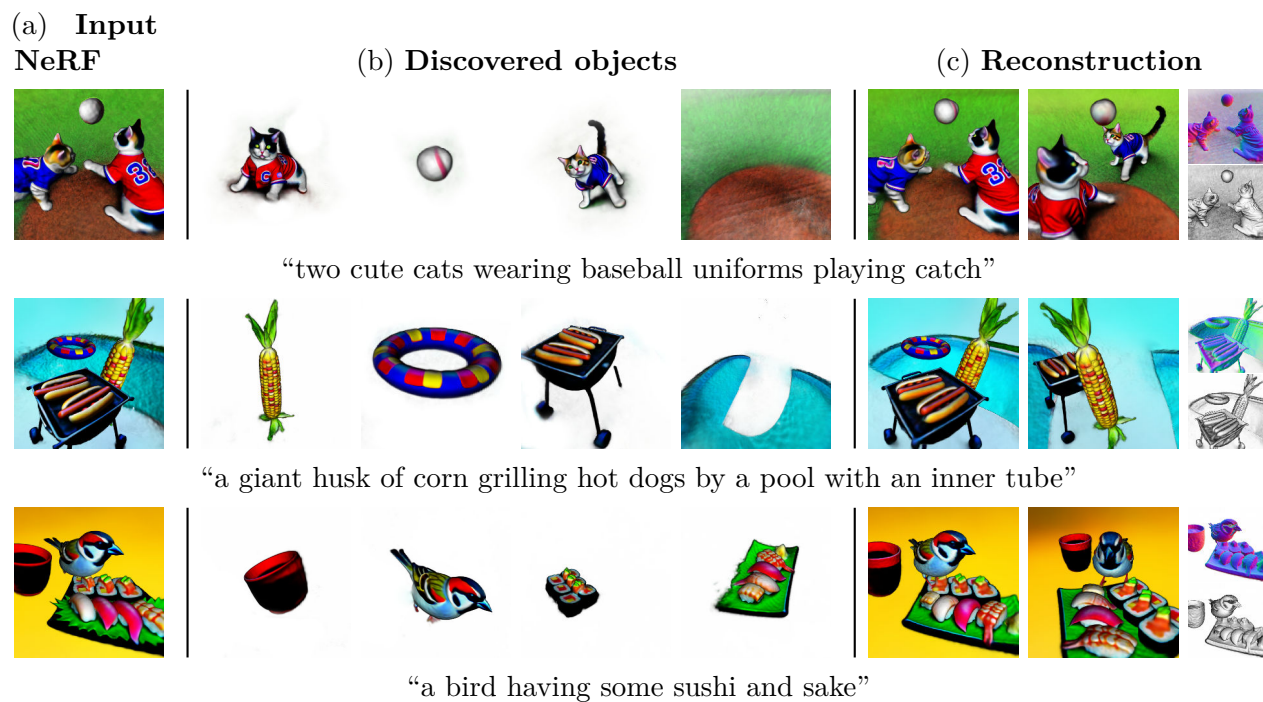 (a) Input
NeRF
(b) Discovered objects
(c) Reconstruction
“two cute cats wearing baseball uniforms playing catch”
“a giant husk of corn grilling hot dogs by a pool with an inner tube”
“a bird having some sushi and sake”